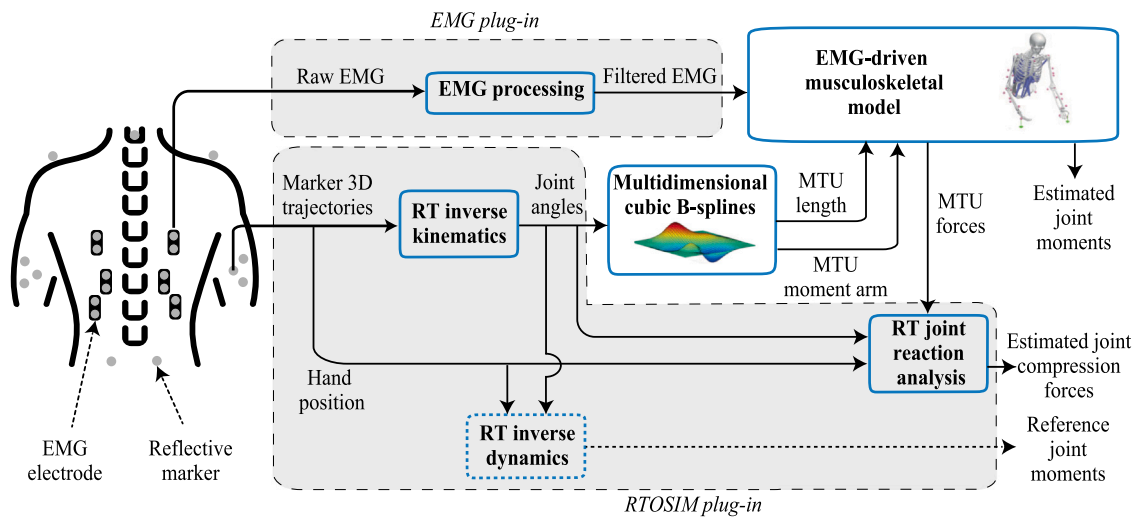 EMG plug-in
Raw EMG
EMG processing
Filtered EMG
EMG-driven
musculoskeletal
model
Marker 3D
trajectories
RT inverse
kinematics
Joint
angles
Multidimensional
cubic B-splines
MTU
length
MTU
moment arm
MTU
forces
Estimated
joint
moments
Hand
position
RT joint
reaction
analysis
Estimated joint
compression
forces
RT inverse
dynamics
Reference
joint
moments
EMG
electrode
Reflective
marker
RTOSIM plug-in